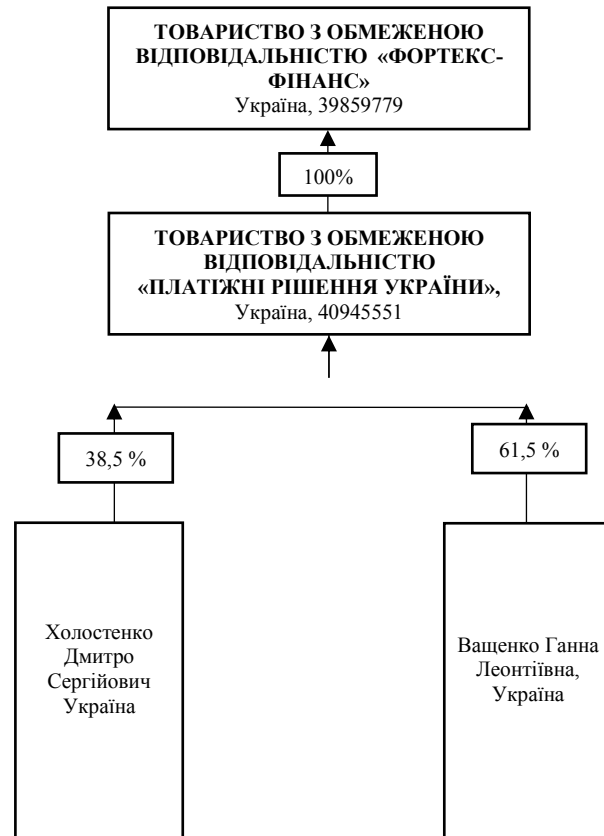 ТОВАРИСТВО З ОБМЕЖЕНОЮ
ВІДПОВІДАЛЬНІСТЮ «ФОРТЕКС-
ФІНАНС»
Україна, 39859779
100%
ТОВАРИСТВО З ОБМЕЖЕНОЮ
ВІДПОВІДАЛЬНІСТЮ
«ПЛАТІЖНІ РІШЕННЯ УКРАЇНИ»,
Україна, 40945551
38,5 %
61,5 %
Холостенко
Дмитро
Сергійович
Україна
Ващенко Ганна
Леонтіївна,
Україна